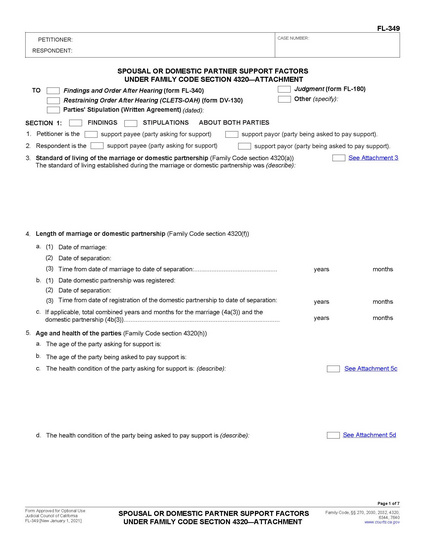 FL-349
PETITIONER:
CASE NUMBER:
RESPONDENT:
SPOUSAL OR DOMESTIC PARTNER SUPPORT FACTORS
UNDER FAMILY CODE SECTION 4320—ATTACHMENT
TO Findings and Order After Hearing (form FL-340) Judgment (form FL-180)
Restraining Order After Hearing (CLETS-OAH) (form DV-130) Other (specify):
Parties' Stipulation (Written Agreement) (dated):
SECTION 1: FINDINGS STIPULATIONS ABOUT BOTH PARTIES
1. Petitioner is the support payee (party asking for support) support payor (party being asked to pay support).
2. Respondent is the support payee (party asking for support) support payor (party being asked to pay support).
3. Standard of living of the marriage or domestic partnership (Family Code section 4320(a)) See Attachment 3
The standard of living established during the marriage or domestic partnership was (describe):
4. Length of marriage or domestic partnership (Family Code section 4320(f))
a. (1) Date of marriage:
(2) Date of separation:
(3) Time from date of marriage to date of separation: years months
b. (1) Date domestic partnership was registered:
(2) Date of separation:
(3) Time from date of registration of the domestic partnership to date of separation: years months
c. If applicable, total combined years and months for the marriage (4a(3)) and the
domestic partnership (4b(3)) years months
5. Age and health of the parties (Family Code section 4320(h))
a. The age of the party asking for support is:
b. The age of the party being asked to pay support is:
c. The health condition of the party asking for support is: (describe): See Attachment 5c
d. The health condition of the party being asked to pay support is (describe): See Attachment 5d
Page 1 of 7
Form Approved for Optional Use
Judicial Council of California
FL-349 [New January 1, 2021]
SPOUSAL OR DOMESTIC PARTNER SUPPORT FACTORS
UNDER FAMILY CODE SECTION 4320—ATTACHMENT
Family Code, §§ 270, 2030, 2032, 4320,
www.courts.ca.gov